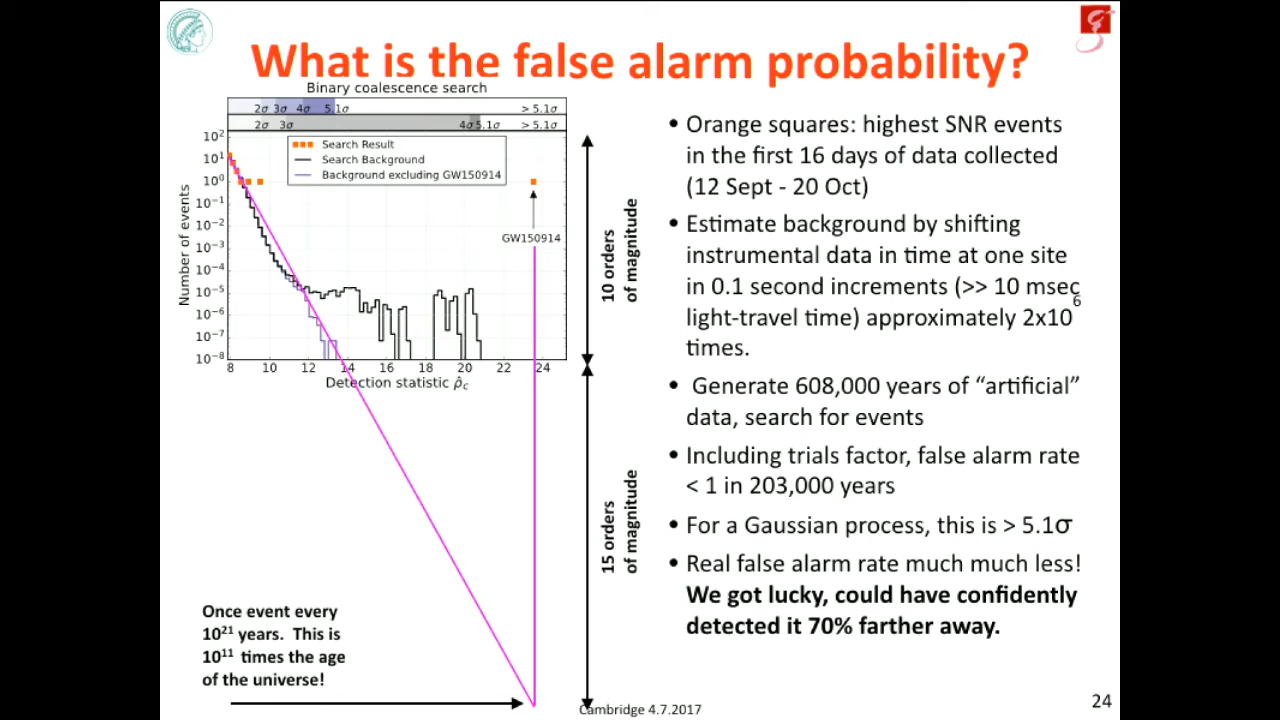 What is the false alarm probability?
Binary coalescence search
2σ 3σ 4σ 5.1σ > 5.1σ
2σ 3σ 4σ 5.1σ > 5.1σ
Search Result
Search Background
Background excluding GW150914
GW150914
Number of events
10² 
10¹
10⁰
10⁻¹
10⁻²
10⁻³
10⁻⁴
10⁻⁵
10⁻⁶
10⁻⁷
10⁻⁸
8 10 12 14 16 18 20 22 24
Detection statistic ρ̂c
10 orders
of magnitude
15 orders
of magnitude
Once event every
10²¹ years. This is
10¹¹ times the age
of the universe!
• Orange squares: highest SNR events
in the first 16 days of data collected
(12 Sept - 20 Oct)
• Estimate background by shifting
instrumental data in time at one site
in 0.1 second increments (>> 10 msec
light-travel time) approximately 2x10⁶
times.
• Generate 608,000 years of “artificial”
data, search for events
• Including trials factor, false alarm rate
< 1 in 203,000 years
• For a Gaussian process, this is > 5.1σ
• Real false alarm rate much much less!
We got lucky, could have confidently
detected it 70% farther away.
Cambridge 4.7.2017
24